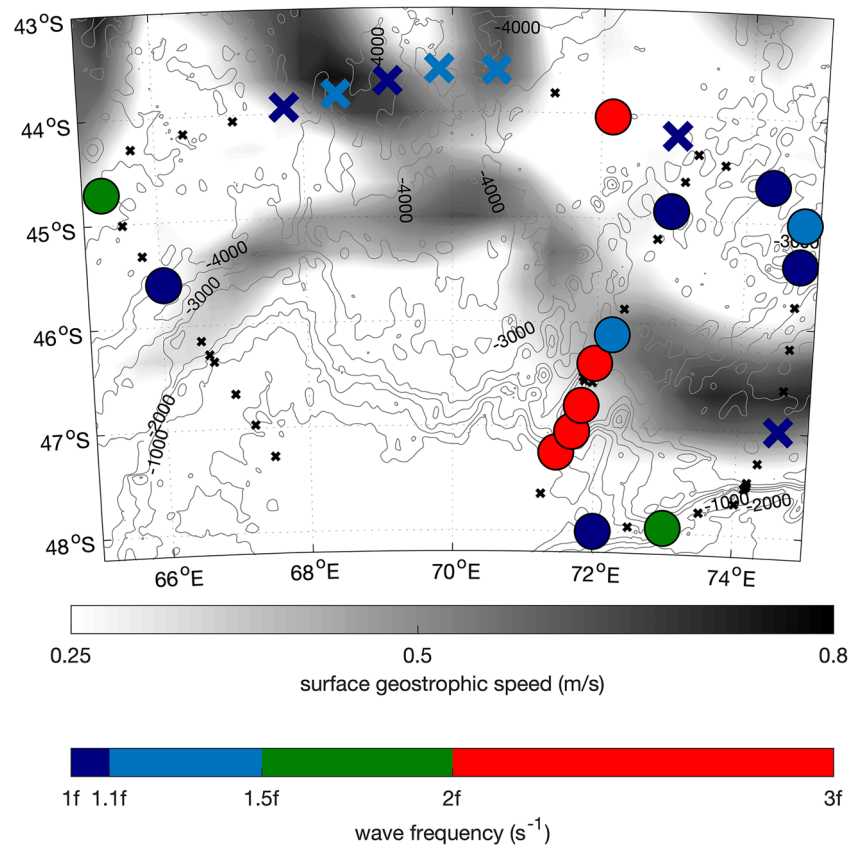 43°S
44°S
45°S
46°S
47°S
48°S
-4000
-4000
-4000
-4000
-4000
-3000
-3000
-3000
-2000
-1000
-1000
-2000
66°E
68°E
70°E
72°E
74°E
0.25
0.5
0.8
surface geostrophic speed (m/s)
1f
1.1f
1.5f
2f
3f
wave frequency (s⁻¹)